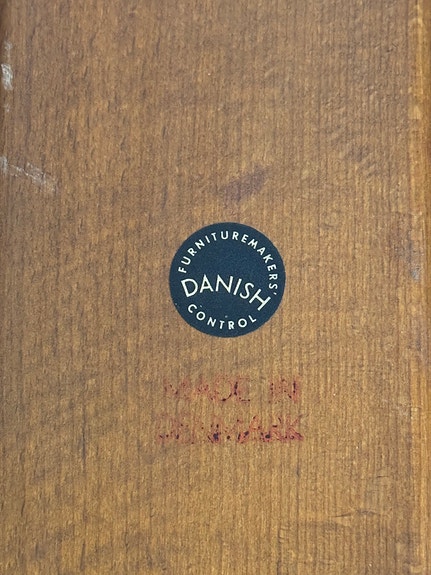 FURNITUREMAKERS'
DANISH
CONTROL
MADE IN
DENMARK